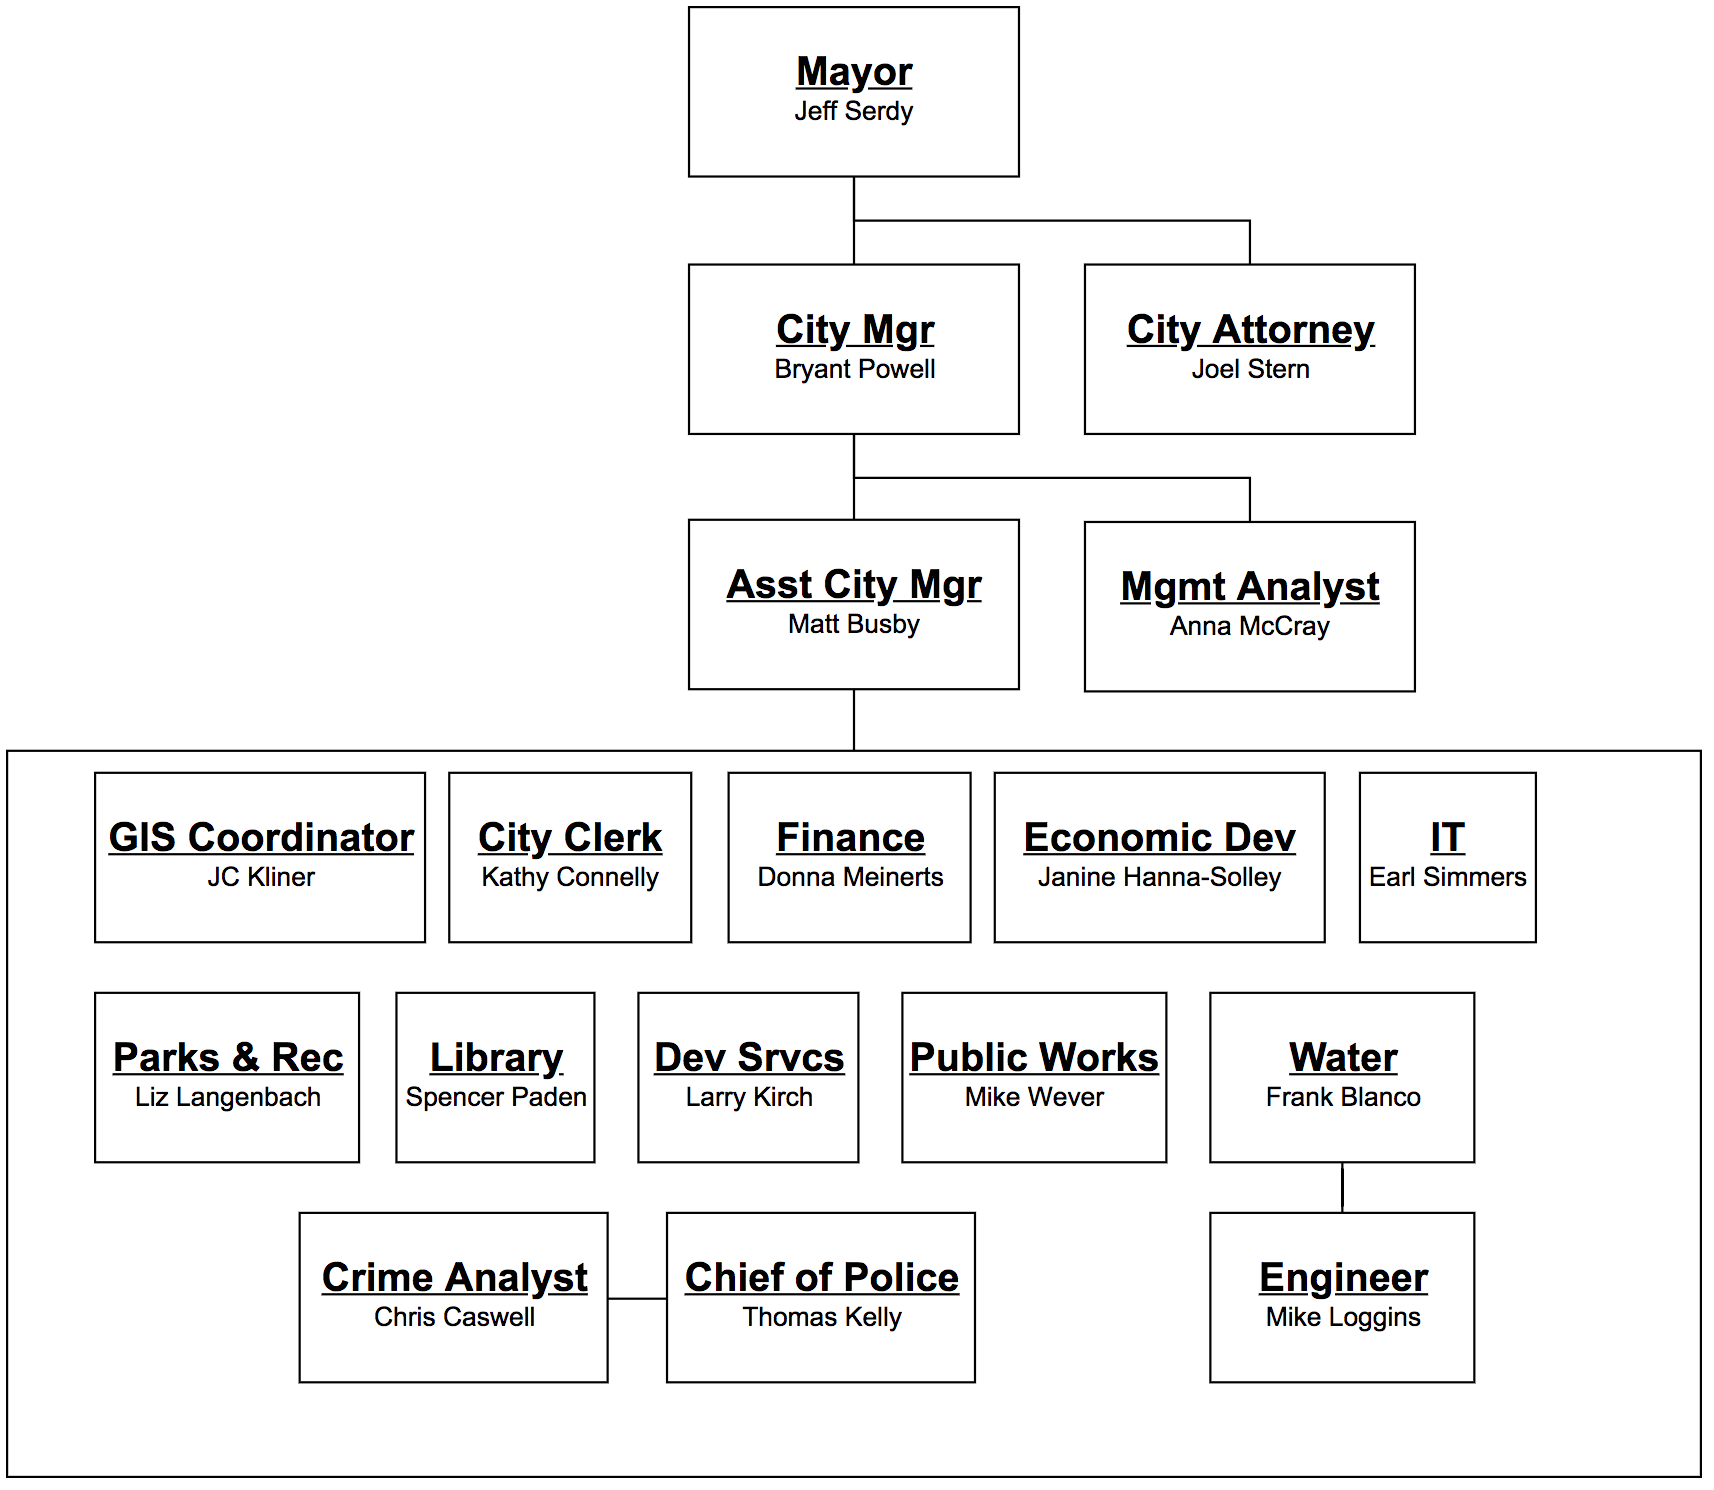 Mayor
Jeff Serdy
City Mgr
Bryant Powell
City Attorney
Joel Stern
Asst City Mgr
Matt Busby
Mgmt Analyst
Anna McCray
GIS Coordinator
JC Kliner
City Clerk
Kathy Connelly
Finance
Donna Meinerts
Economic Dev
Janine Hanna-Solley
IT
Earl Simmers
Parks & Rec
Liz Langenbach
Library
Spencer Paden
Dev Srvcs
Larry Kirch
Public Works
Mike Wever
Water
Frank Blanco
Crime Analyst
Chris Caswell
Chief of Police
Thomas Kelly
Engineer
Mike Loggins